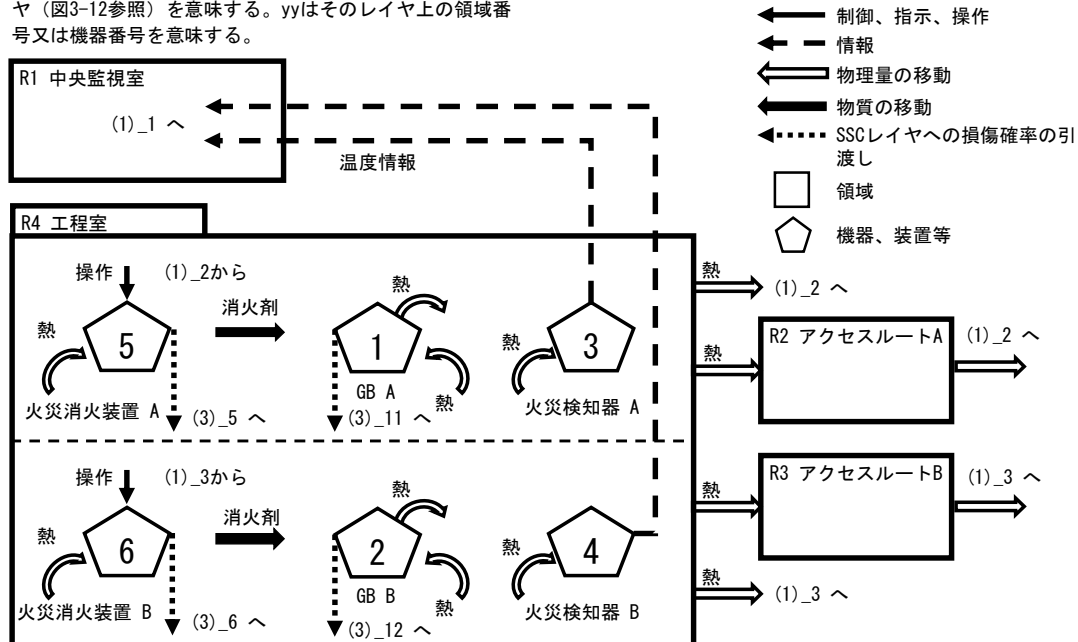 ヤ（図3-12参照）を意味する。yyはそのレイヤ上の領域番
号又は機器番号を意味する。
制御、指示、操作
情報
物理量の移動
物質の移動
SSCレイヤへの損傷確率の引
渡し
領域
機器、装置等
R1 中央監視室
(1)_1 へ
温度情報
R4 工程室
操作
(1)_2から
熱
5
火災消火装置 A
(3)_5 へ
消火剤
熱
1
GB A
熱
(3)_11 へ
熱
3
火災検知器 A
操作
(1)_3から
熱
6
火災消火装置 B
(3)_6 へ
消火剤
熱
2
GB B
熱
(3)_12 へ
熱
4
火災検知器 B
熱
(1)_2 へ
熱
R2 アクセスルートA
(1)_2 へ
熱
R3 アクセスルートB
(1)_3 へ
熱
(1)_3 へ